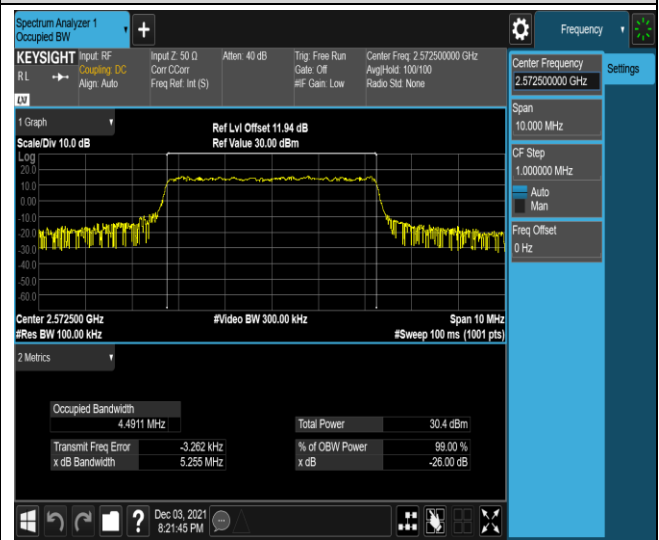 Spectrum Analyzer 1
Occupied BW
+
Frequency
KEYSIGHT
Input: RF
Coupling: DC
Align: Auto
Input Z: 50 Ω
Corr CCorr
Freq Ref: Int (S)
Atten: 40 dB
Trig: Free Run
Gate: Off
#IF Gain: Low
Center Freq: 2.572500000 GHz
Avg|Hold: 100/100
Radio Std: None
R L
LXI
Center Frequency
2.572500000 GHz
Settings
Span
10.000 MHz
CF Step
1.000000 MHz
Auto
Man
Freq Offset
0 Hz
1 Graph
Scale/Div 10.0 dB
Ref Lvl Offset 11.94 dB
Ref Value 30.00 dBm
Log
20.0
10.0
0.00
-10.0
-20.0
-30.0
-40.0
-50.0
-60.0
Center 2.572500 GHz
#Video BW 300.00 kHz
Span 10 MHz
#Res BW 100.00 kHz
#Sweep 100 ms (1001 pts)
2 Metrics
Occupied Bandwidth
4.4911 MHz
Total Power 30.4 dBm
Transmit Freq Error -3.262 kHz
% of OBW Power 99.00 %
x dB Bandwidth 5.255 MHz
x dB -26.00 dB
?
Dec 03, 2021
8:21:45 PM